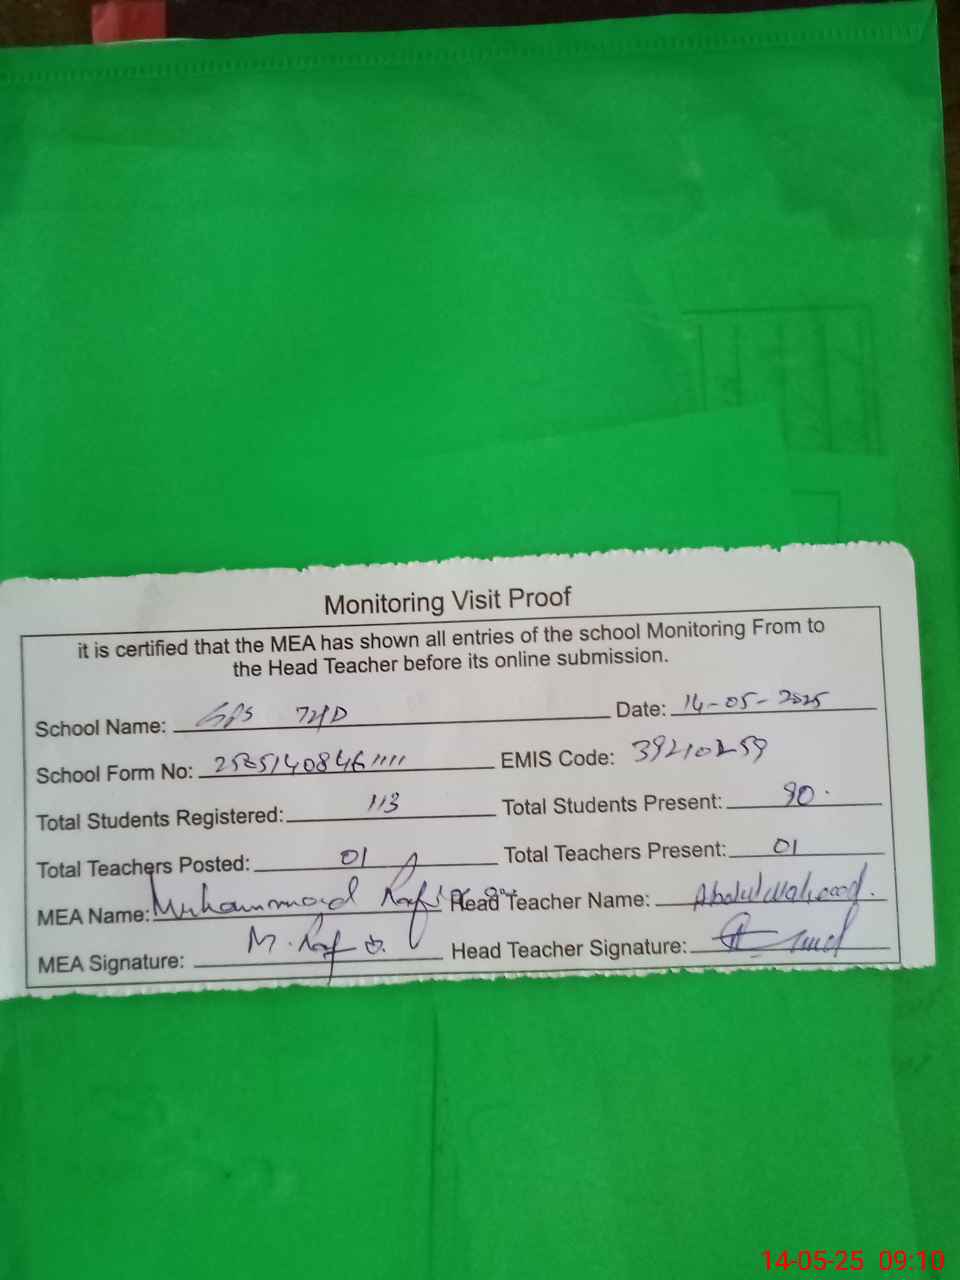 Monitoring Visit Proof
it is certified that the MEA has shown all entries of the school Monitoring From to
the Head Teacher before its online submission.
School Name: GPS 72/D Date: 14-05-2025
School Form No: EMIS Code: 39210259
Total Students Registered: 113 Total Students Present: 90
Total Teachers Posted: 01 Total Teachers Present: 01
MEA Name: Muhammad Rafiq Head Teacher Name: Abdul Waheed.
MEA Signature: M. Rafiq Head Teacher Signature:
14-05-25 09:10